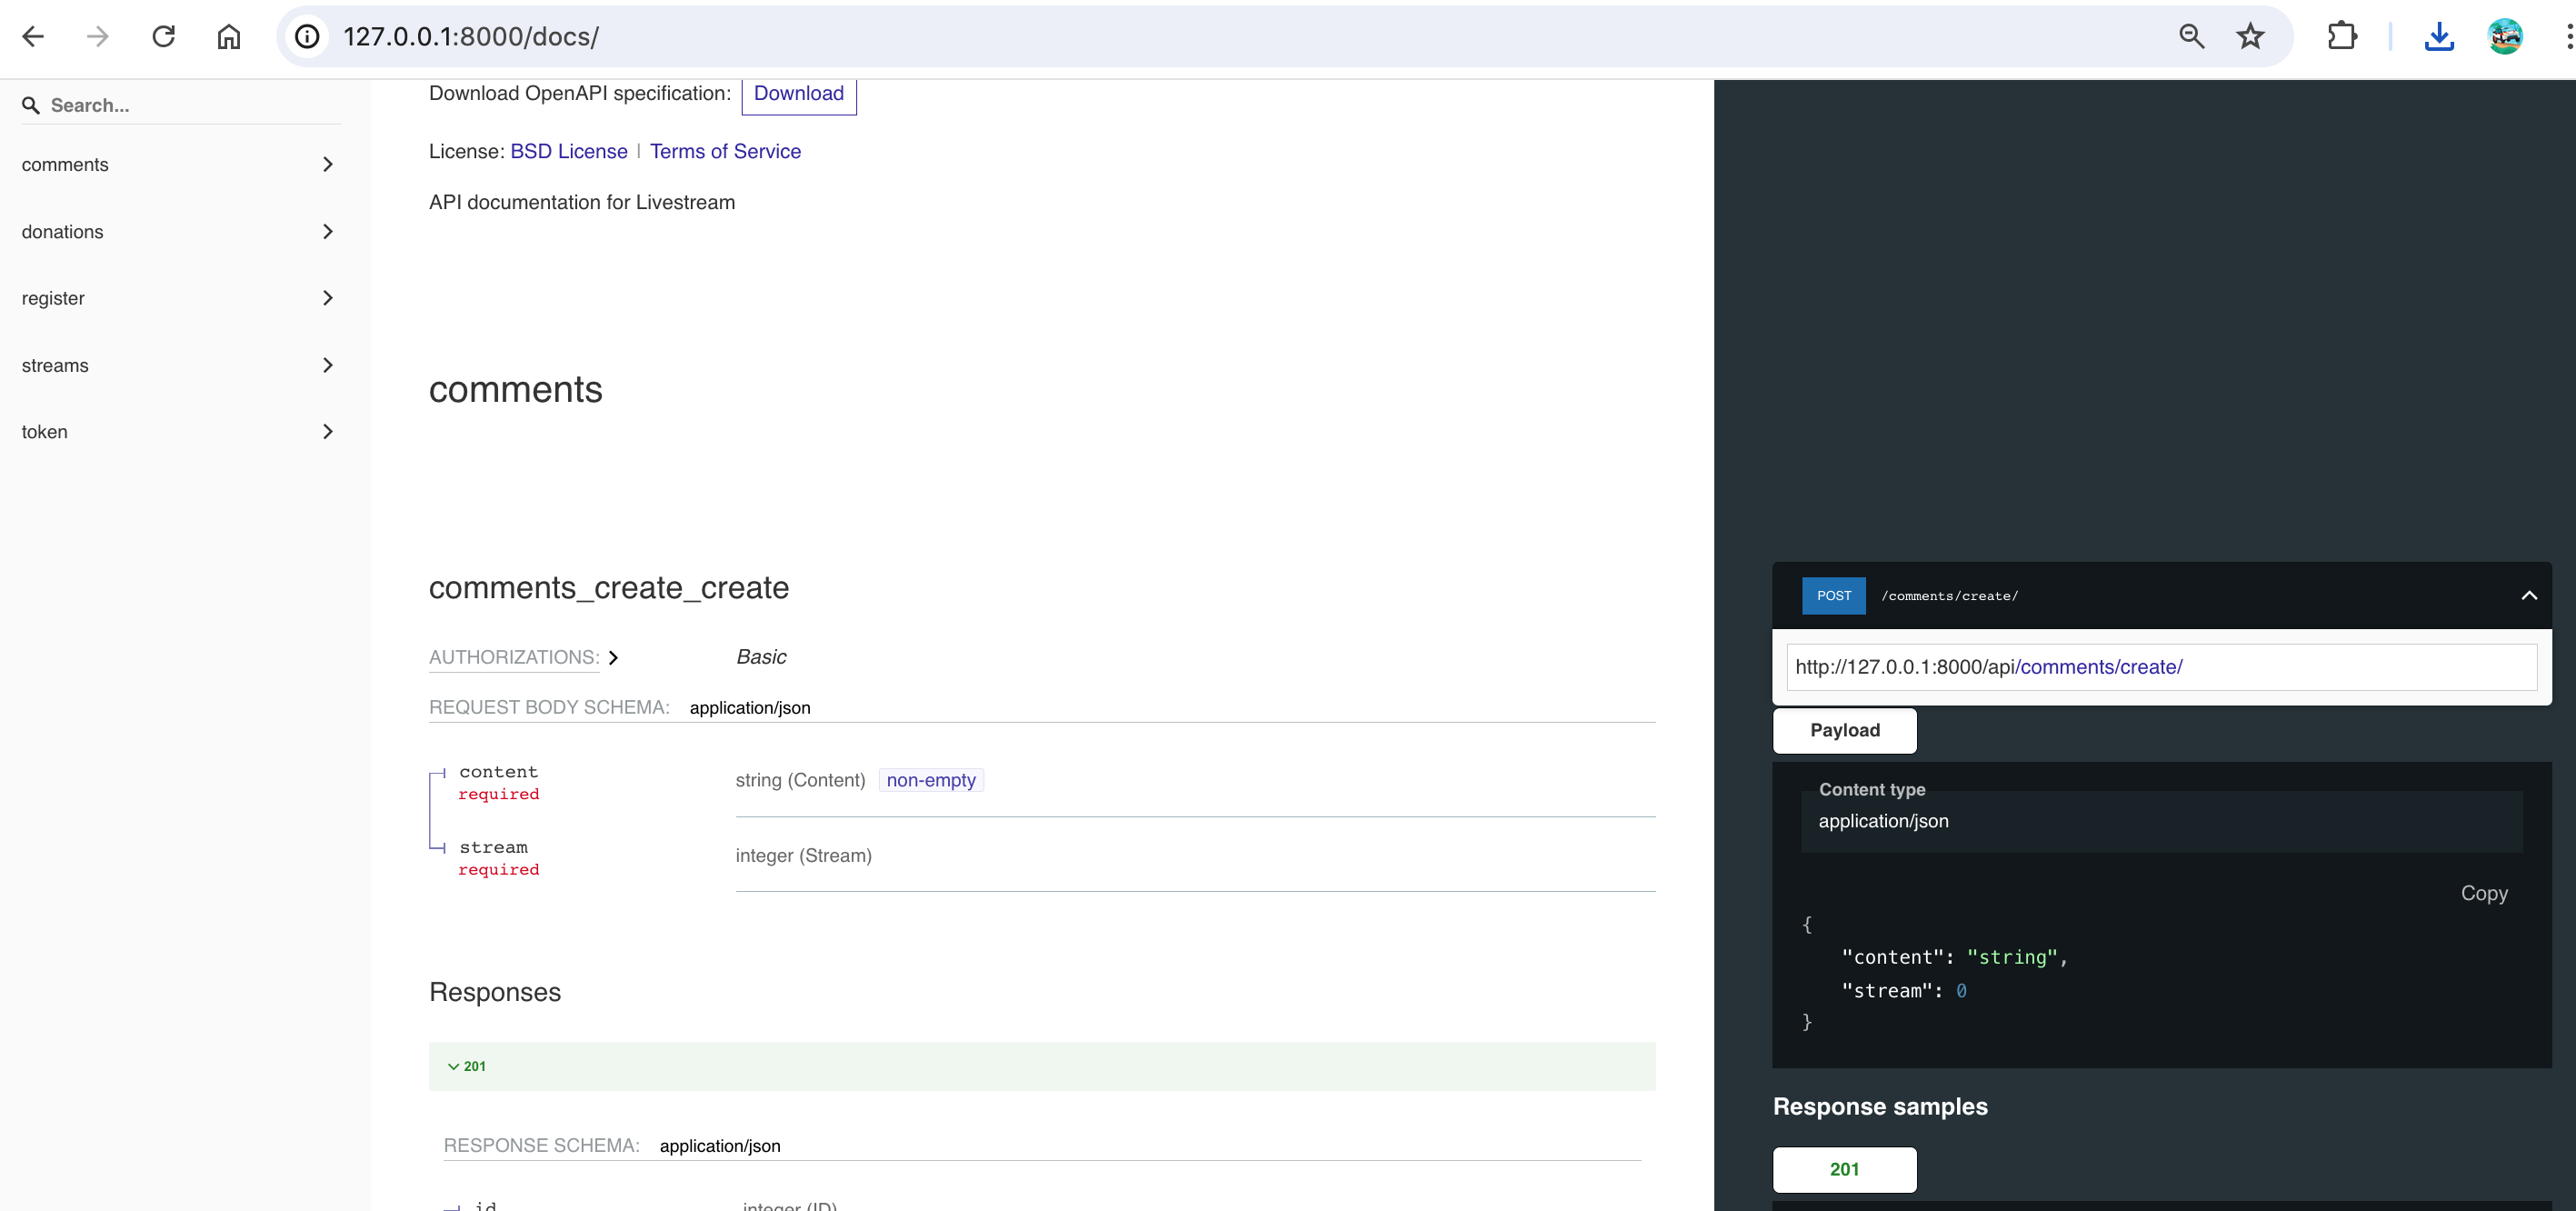 127.0.0.1:8000/docs/
Search...
comments
donations
register
streams
token
Download OpenAPI specification: Download
License: BSD License | Terms of Service
API documentation for Livestream
comments
comments_create_create
AUTHORIZATIONS: Basic
REQUEST BODY SCHEMA: application/json
content
required
string (Content) non-empty
stream
required
integer (Stream)
Responses
201
RESPONSE SCHEMA: application/json
id integer (ID)
POST /comments/create/
http://127.0.0.1:8000/api/comments/create/
Payload
Content type
application/json
Copy
{
"content": "string",
"stream": 0
}
Response samples
201